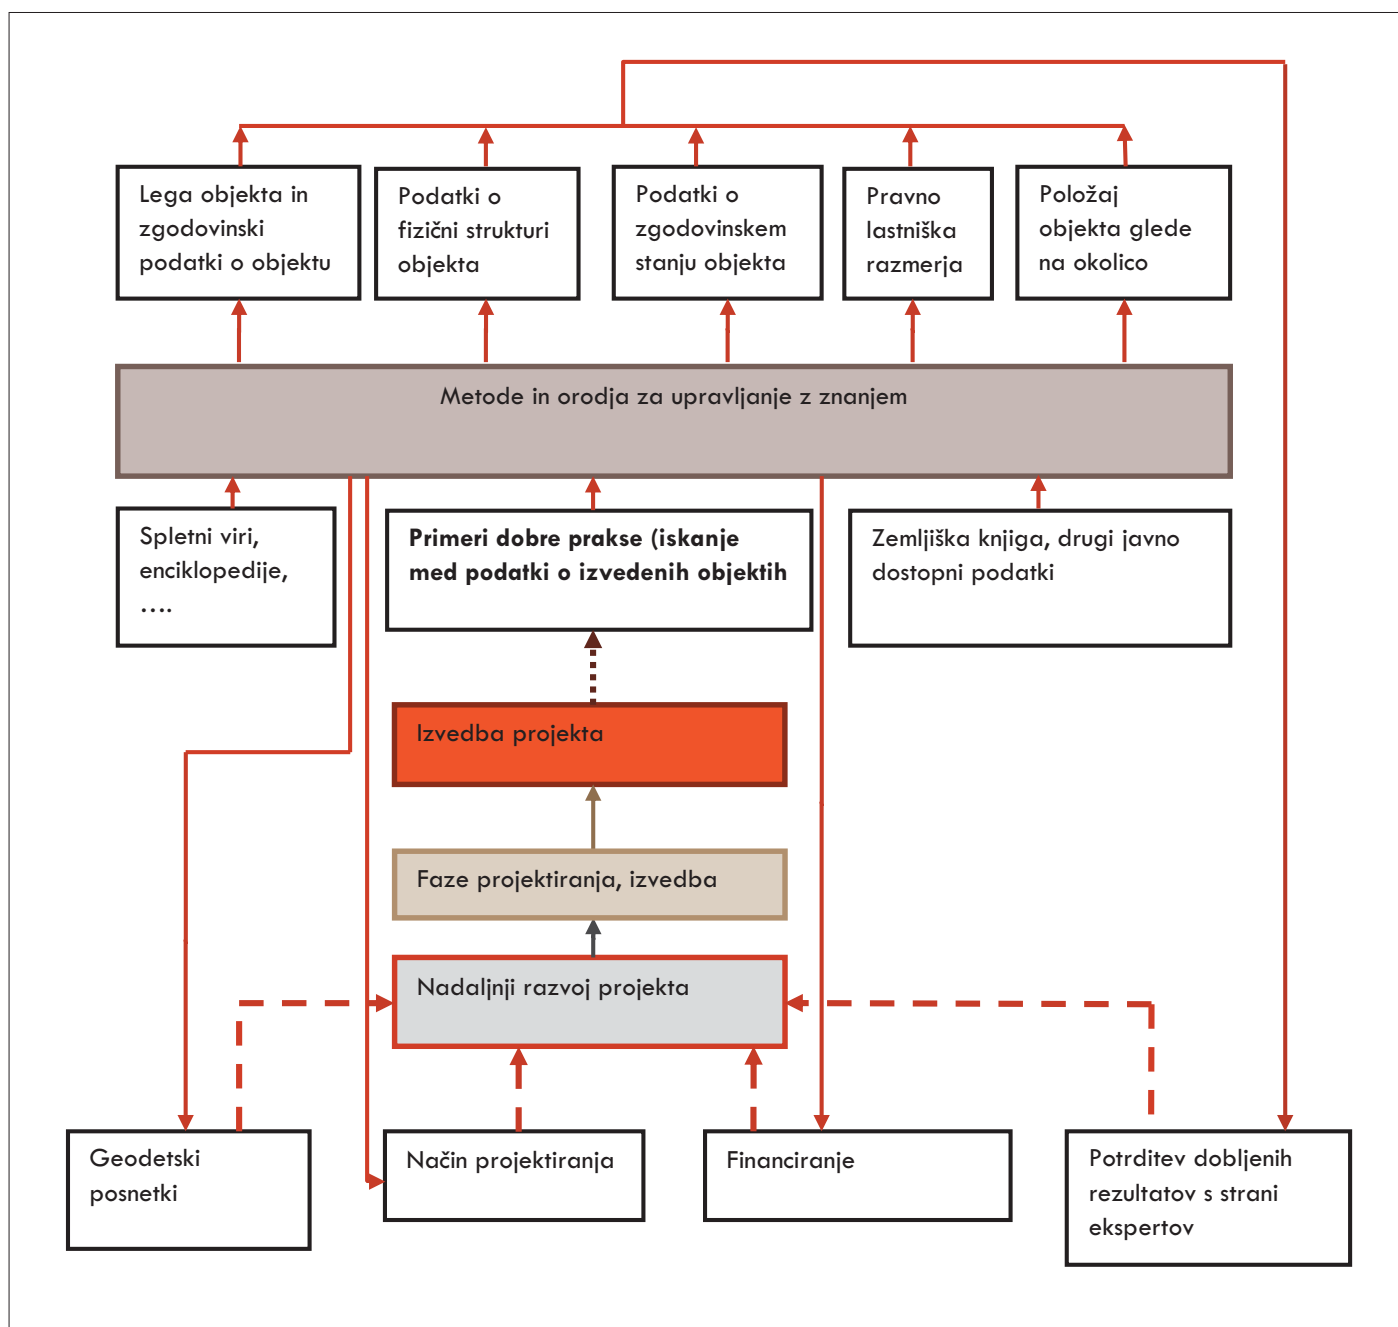 Lega objekta in
zgodovinski
podatki o objektu
Podatki o
fizični strukturi
objekta
Podatki o
zgodovinskem
stanju objekta
Pravno
lastniška
razmerja
Položaj
objekta glede
na okolico
Metode in orodja za upravljanje z znanjem
Spletni viri,
enciklopedije,
....
Primeri dobre prakse (iskanje
med podatki o izvedenih objektih
Zemljiška knjiga, drugi javno
dostopni podatki
Izvedba projekta
Faze projektiranja, izvedba
Nadaljnji razvoj projekta
Geodetski
posnetki
Način projektiranja
Financiranje
Potrditev dobljenih
rezultatov s strani
ekspertov